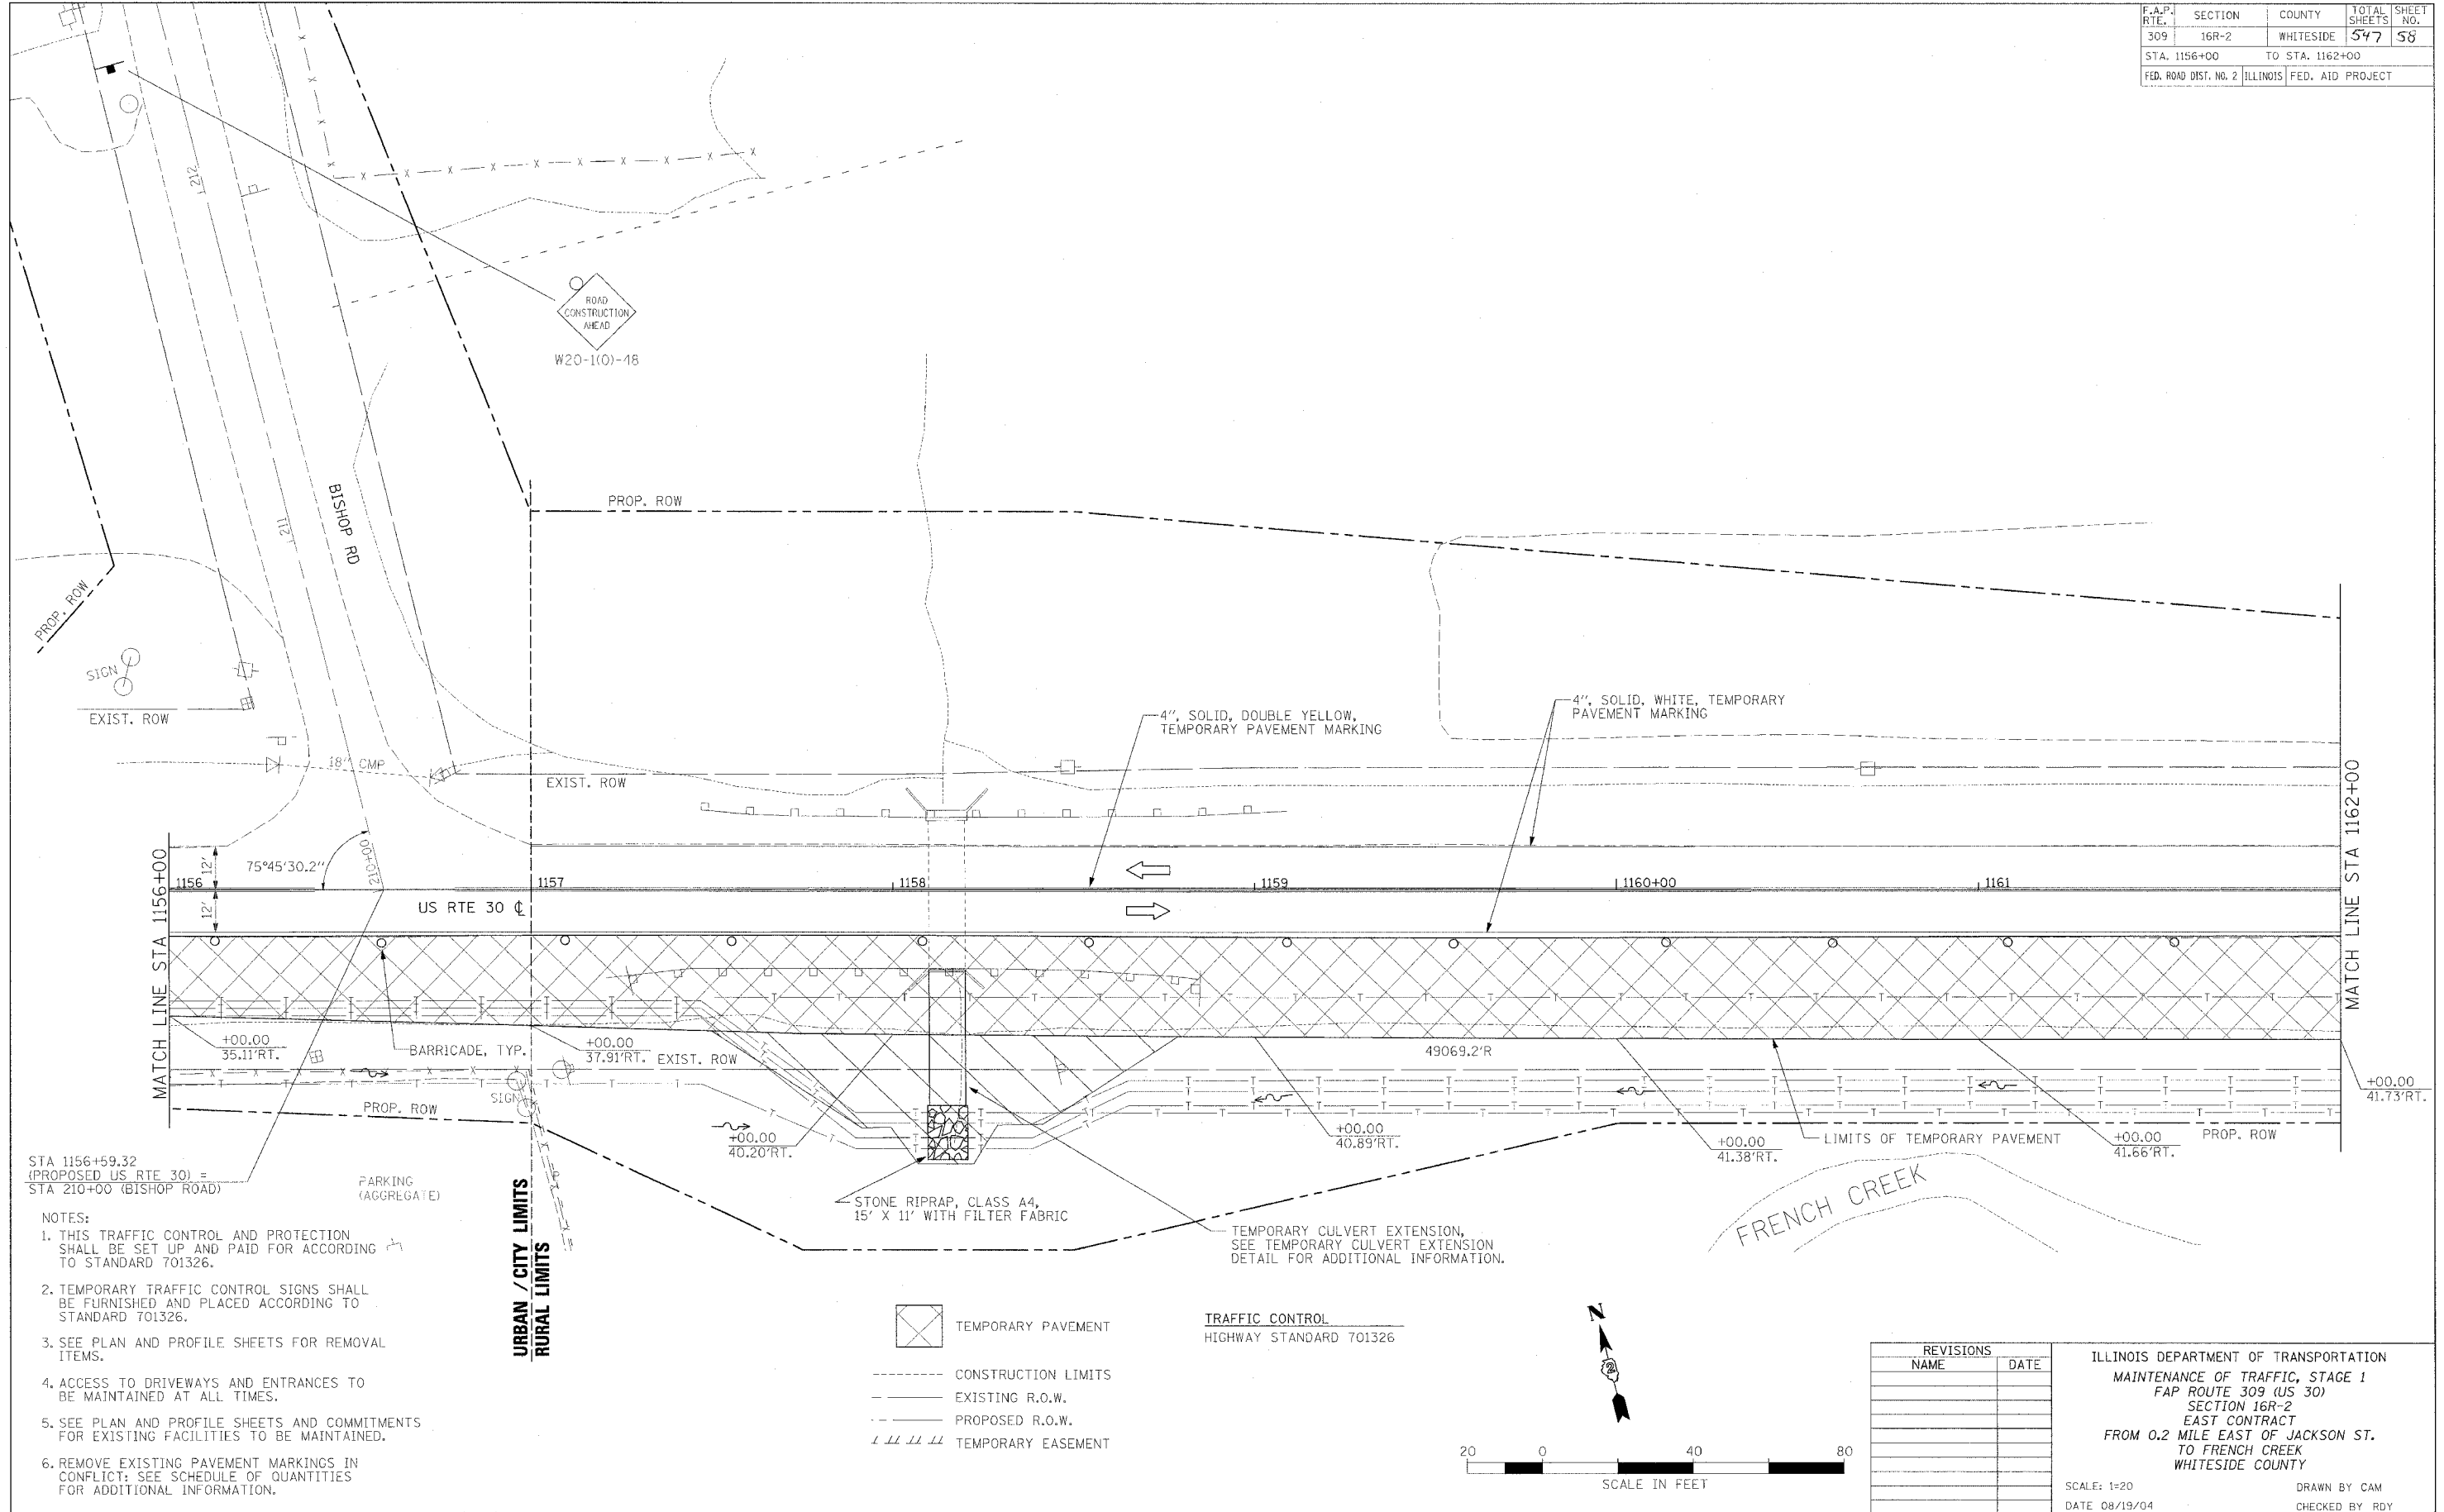 F.A.P. RTE. SECTION COUNTY TOTAL SHEETS SHEET NO.
309 16R-2 WHITESIDE 547 58
STA. 1156+00 TO STA. 1162+00
FED. ROAD DIST. NO. 2 ILLINOIS FED. AID PROJECT
212
ROAD
CONSTRUCTION
AHEAD
W20-1(O)-48
211
BISHOP RD
PROP. ROW
PROP. ROW
SIGN
EXIST. ROW
18" CMP
EXIST. ROW
4", SOLID, DOUBLE YELLOW,
TEMPORARY PAVEMENT MARKING
4", SOLID, WHITE, TEMPORARY
PAVEMENT MARKING
MATCH LINE STA 1156+00
12'
12'
75°45'30.2"
210+00
1156
1157
1158
1159
1160+00
1161
US RTE 30 ℄
MATCH LINE STA 1162+00
+00.00
35.11'RT.
BARRICADE, TYP.
+00.00
37.91'RT.
EXIST. ROW
49069.2'R
PROP. ROW
SIGN
+00.00
40.20'RT.
+00.00
40.89'RT.
+00.00
41.38'RT.
LIMITS OF TEMPORARY PAVEMENT
+00.00
41.66'RT.
PROP. ROW
+00.00
41.73'RT.
STA 1156+59.32
(PROPOSED US RTE 30) =
STA 210+00 (BISHOP ROAD)
PARKING
(AGGREGATE)
STONE RIPRAP, CLASS A4,
15' X 11' WITH FILTER FABRIC
TEMPORARY CULVERT EXTENSION,
SEE TEMPORARY CULVERT EXTENSION
DETAIL FOR ADDITIONAL INFORMATION.
FRENCH CREEK
URBAN / CITY LIMITS
RURAL LIMITS
NOTES:
1. THIS TRAFFIC CONTROL AND PROTECTION
SHALL BE SET UP AND PAID FOR ACCORDING
TO STANDARD 701326.
2. TEMPORARY TRAFFIC CONTROL SIGNS SHALL
BE FURNISHED AND PLACED ACCORDING TO
STANDARD 701326.
3. SEE PLAN AND PROFILE SHEETS FOR REMOVAL
ITEMS.
4. ACCESS TO DRIVEWAYS AND ENTRANCES TO
BE MAINTAINED AT ALL TIMES.
5. SEE PLAN AND PROFILE SHEETS AND COMMITMENTS
FOR EXISTING FACILITIES TO BE MAINTAINED.
6. REMOVE EXISTING PAVEMENT MARKINGS IN
CONFLICT: SEE SCHEDULE OF QUANTITIES
FOR ADDITIONAL INFORMATION.
TEMPORARY PAVEMENT
CONSTRUCTION LIMITS
EXISTING R.O.W.
PROPOSED R.O.W.
TEMPORARY EASEMENT
TRAFFIC CONTROL
HIGHWAY STANDARD 701326
N
2
20 0 40 80
SCALE IN FEET
REVISIONS
NAME DATE
ILLINOIS DEPARTMENT OF TRANSPORTATION
MAINTENANCE OF TRAFFIC, STAGE 1
FAP ROUTE 309 (US 30)
SECTION 16R-2
EAST CONTRACT
FROM 0.2 MILE EAST OF JACKSON ST.
TO FRENCH CREEK
WHITESIDE COUNTY
SCALE: 1=20 DRAWN BY CAM
DATE 08/19/04 CHECKED BY RDY